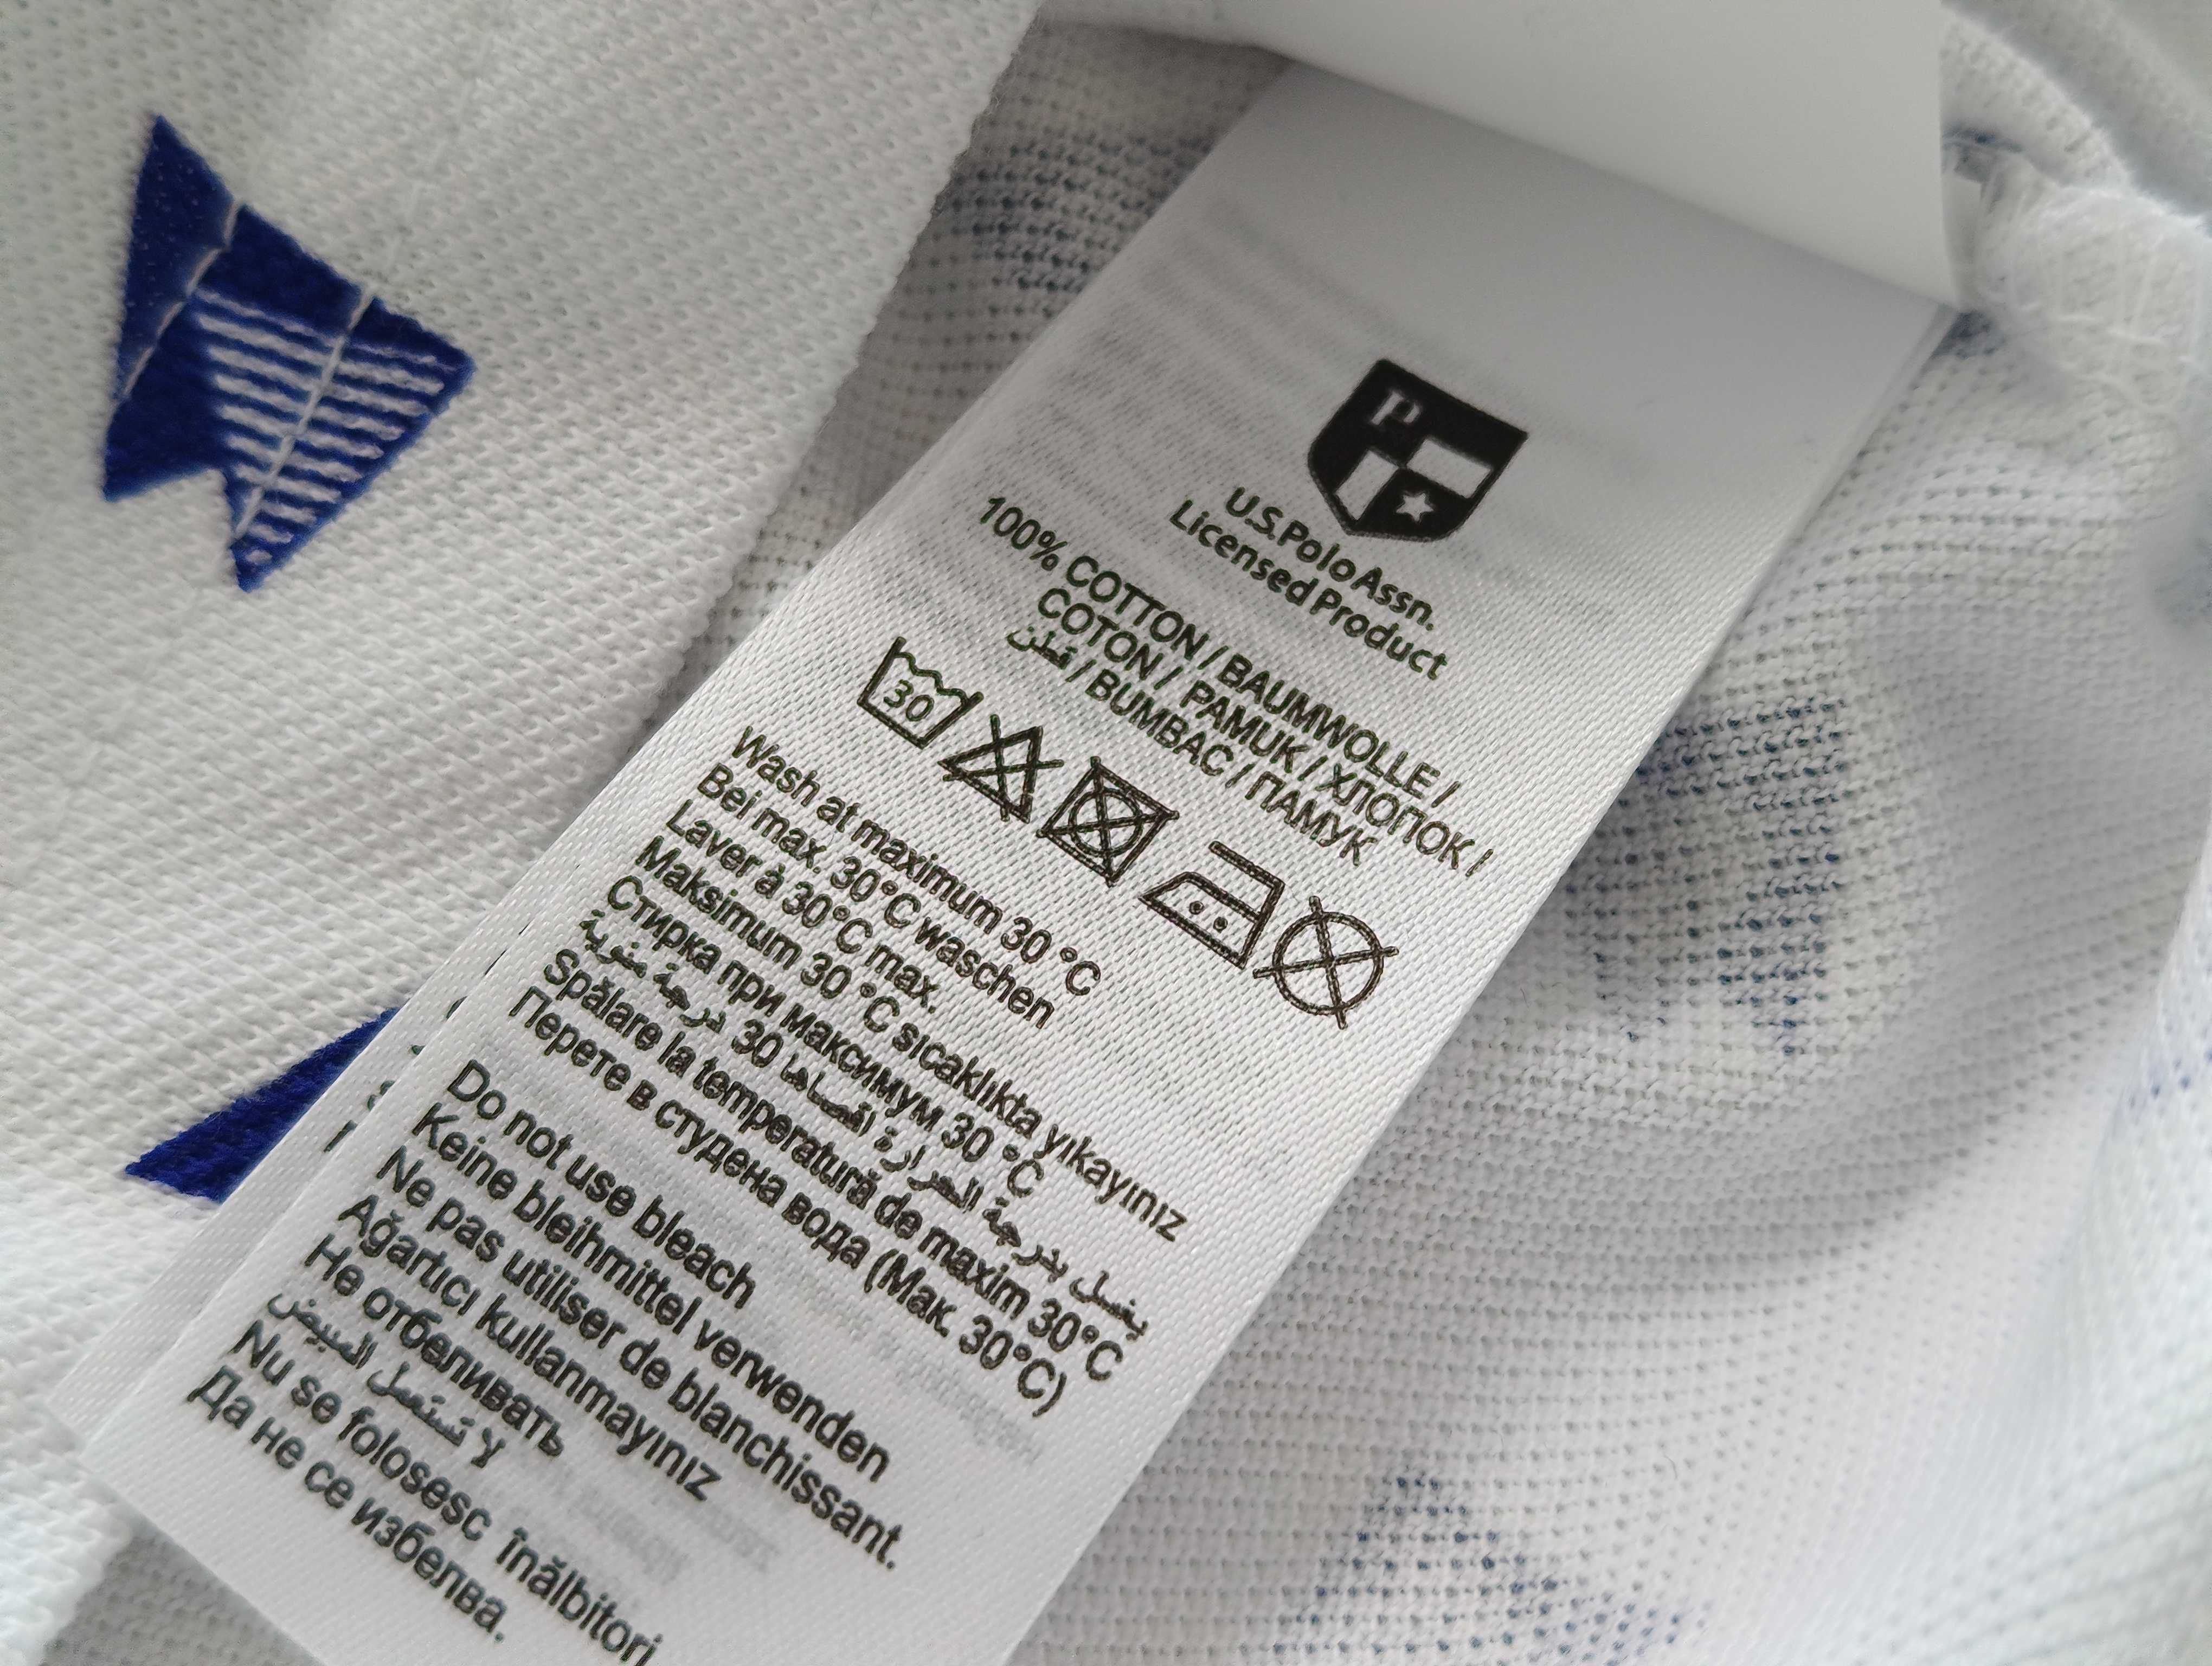 P
U.S.Polo Assn.
Licensed Product
100% COTTON / BAUMWOLLE /
COTON / PAMUK / ХЛОПОК /
قطن / BUMBAC / ПАМУК
30
Wash at maximum 30 °C
Bei max. 30°C waschen
Laver à 30°C max.
Maksimum 30 °C sıcaklıkta yıkayınız
Стирка при максимум 30 °C
يغسل بدرجة الحرارة اقصاها 30 درجة مئوية
Spălare la temperatură de maxim 30°C
Перете в студена вода (Мак. 30°C)
Do not use bleach
Keine bleihmittel verwenden
Ne pas utiliser de blanchissant.
Ağartıcı kullanmayınız
Не отбеливать
لا تستعمل المبيض
Nu se folosesc înălbitori
Да не се избелва.